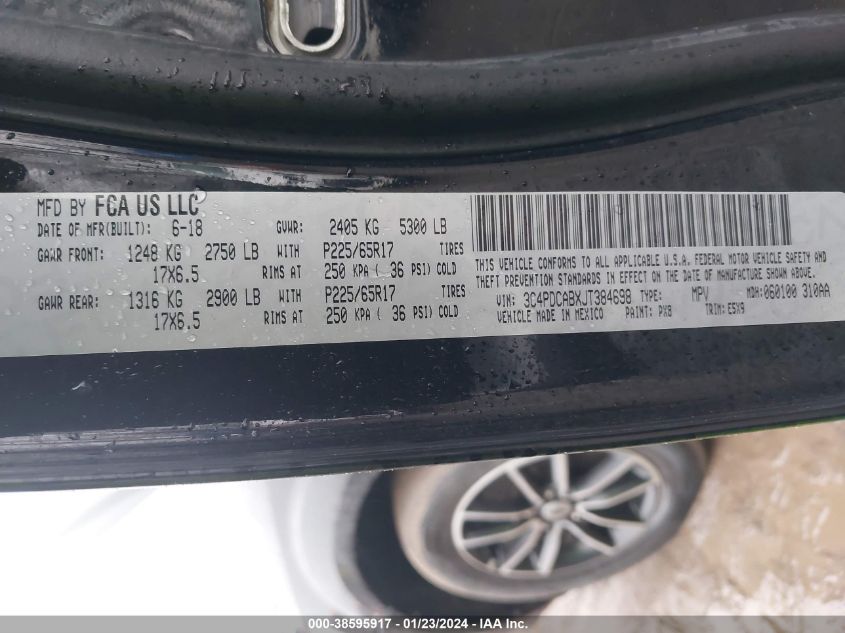 MFD BY FCA US LLC
DATE OF MFR(BUILT): 6-18 GVWR: 2405 KG 5300 LB
GAWR FRONT: 1248 KG 2750 LB WITH P225/65R17 TIRES
17X6.5 RIMS AT 250 KPA ( 36 PSI) COLD
GAWR REAR: 1316 KG 2900 LB WITH P225/65R17 TIRES
17X6.5 RIMS AT 250 KPA ( 36 PSI) COLD
THIS VEHICLE CONFORMS TO ALL APPLICABLE U.S.A. FEDERAL MOTOR VEHICLE SAFETY AND
THEFT PREVENTION STANDARDS IN EFFECT ON THE DATE OF MANUFACTURE SHOWN ABOVE.
VIN: 3C4PDCABXJT384698 TYPE: MPV MDH: 060100 310AA
VEHICLE MADE IN MEXICO PAINT: PX8 TRIM: E5X9
000-38595917 - 01/23/2024 - IAA Inc.